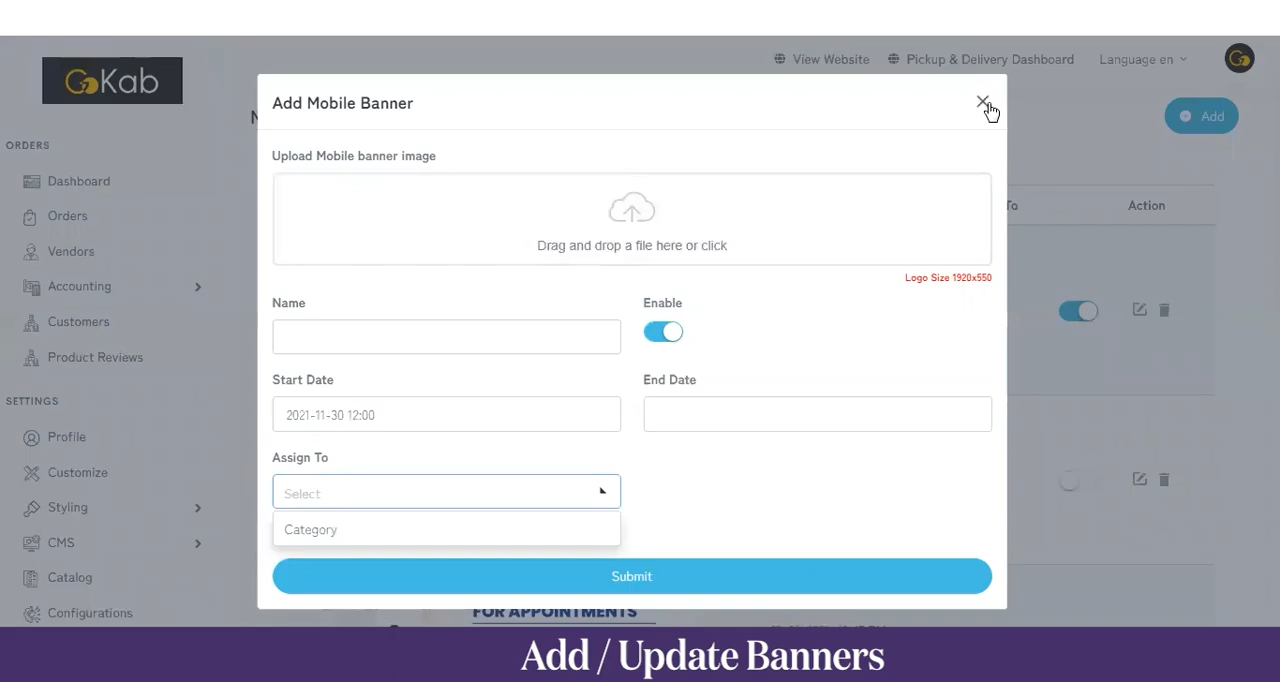 View Website
Pickup & Delivery Dashboard
Language en
GoKab
Add Mobile Banner
Add
ORDERS
Upload Mobile banner image
Dashboard
To
Action
Orders
Drag and drop a file here or click
Vendors
Logo Size 1920x550
Accounting
Name
Enable
Customers
Product Reviews
Start Date
End Date
SETTINGS
2021-11-30 12:00
Profile
Assign To
Customize
Select
Styling
Category
CMS
Catalog
Submit
Configurations
FOR APPOINTMENTS
Add / Update Banners